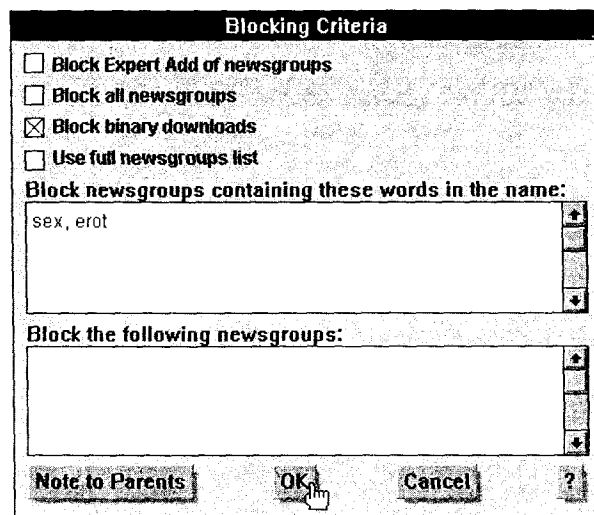 Blocking Criteria
Block Expert Add of newsgroups
Block all newsgroups
Block binary downloads
Use full newsgroups list
Block newsgroups containing these words in the name:
sex, erot
Block the following newsgroups:
Note to Parents OK Cancel ?